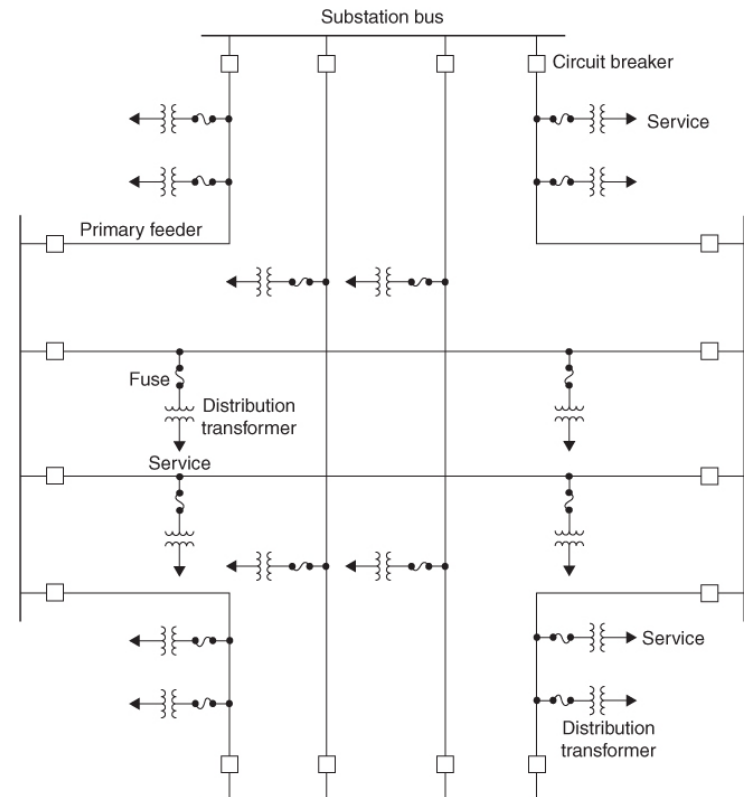 Substation bus
Circuit breaker
Service
Primary feeder
Fuse
Distribution
transformer
Service
Service
Distribution
transformer